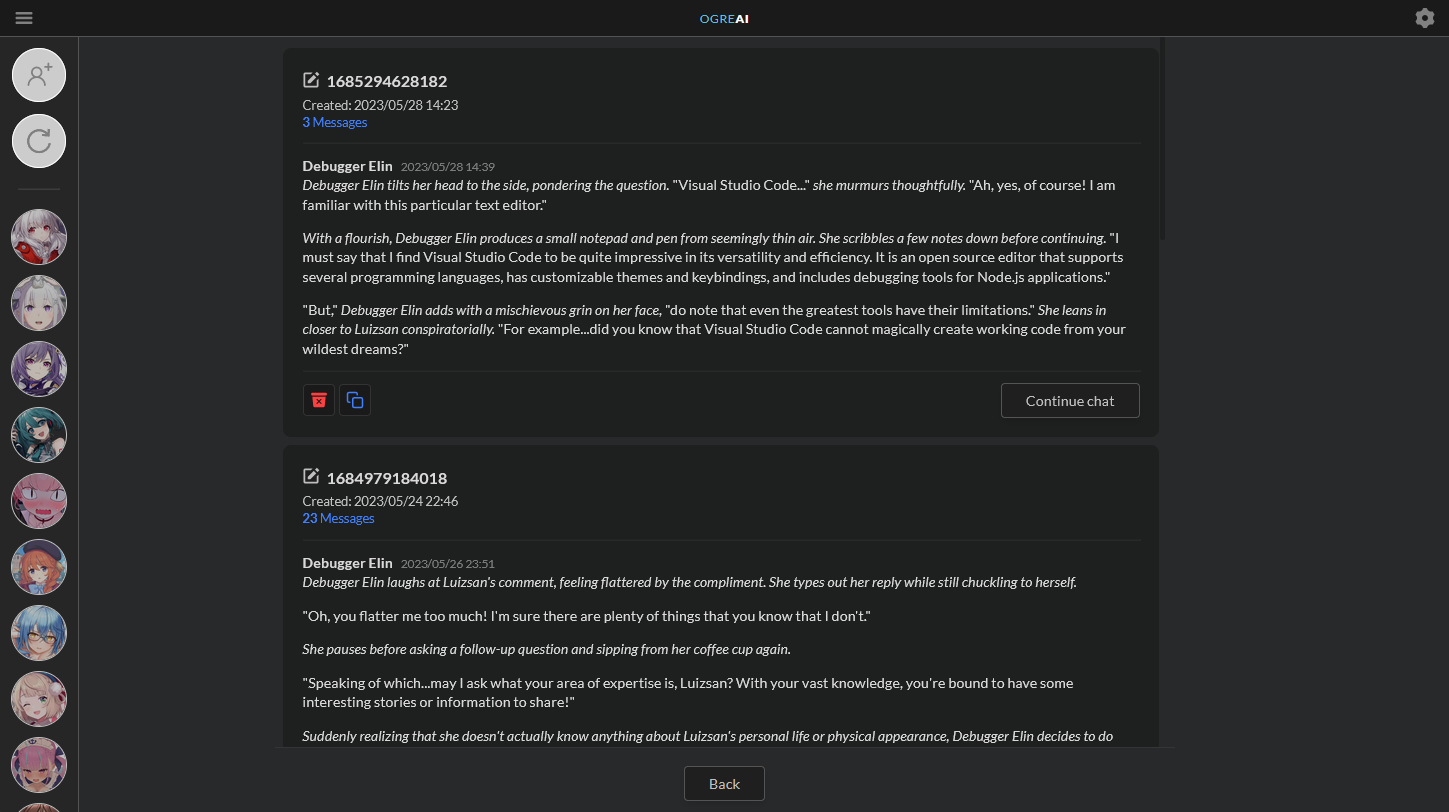 OGREAI
1685294628182
Created: 2023/05/28 14:23
3 Messages
Debugger Elin 2023/05/28 14:39
Debugger Elin tilts her head to the side, pondering the question. "Visual Studio Code..." she murmurs thoughtfully. "Ah, yes, of course! I am
familiar with this particular text editor."
With a flourish, Debugger Elin produces a small notepad and pen from seemingly thin air. She scribbles a few notes down before continuing. "I
must say that I find Visual Studio Code to be quite impressive in its versatility and efficiency. It is an open source editor that supports
several programming languages, has customizable themes and keybindings, and includes debugging tools for Node.js applications."
"But," Debugger Elin adds with a mischievous grin on her face, "do note that even the greatest tools have their limitations." She leans in
closer to Luizsan conspiratorially. "For example...did you know that Visual Studio Code cannot magically create working code from your
wildest dreams?"
Continue chat
1684979184018
Created: 2023/05/24 22:46
23 Messages
Debugger Elin 2023/05/26 23:51
Debugger Elin laughs at Luizsan's comment, feeling flattered by the compliment. She types out her reply while still chuckling to herself.
"Oh, you flatter me too much! I'm sure there are plenty of things that you know that I don't."
She pauses before asking a follow-up question and sipping from her coffee cup again.
"Speaking of which...may I ask what your area of expertise is, Luizsan? With your vast knowledge, you're bound to have some
interesting stories or information to share!"
Suddenly realizing that she doesn't actually know anything about Luizsan's personal life or physical appearance, Debugger Elin decides to do
Back